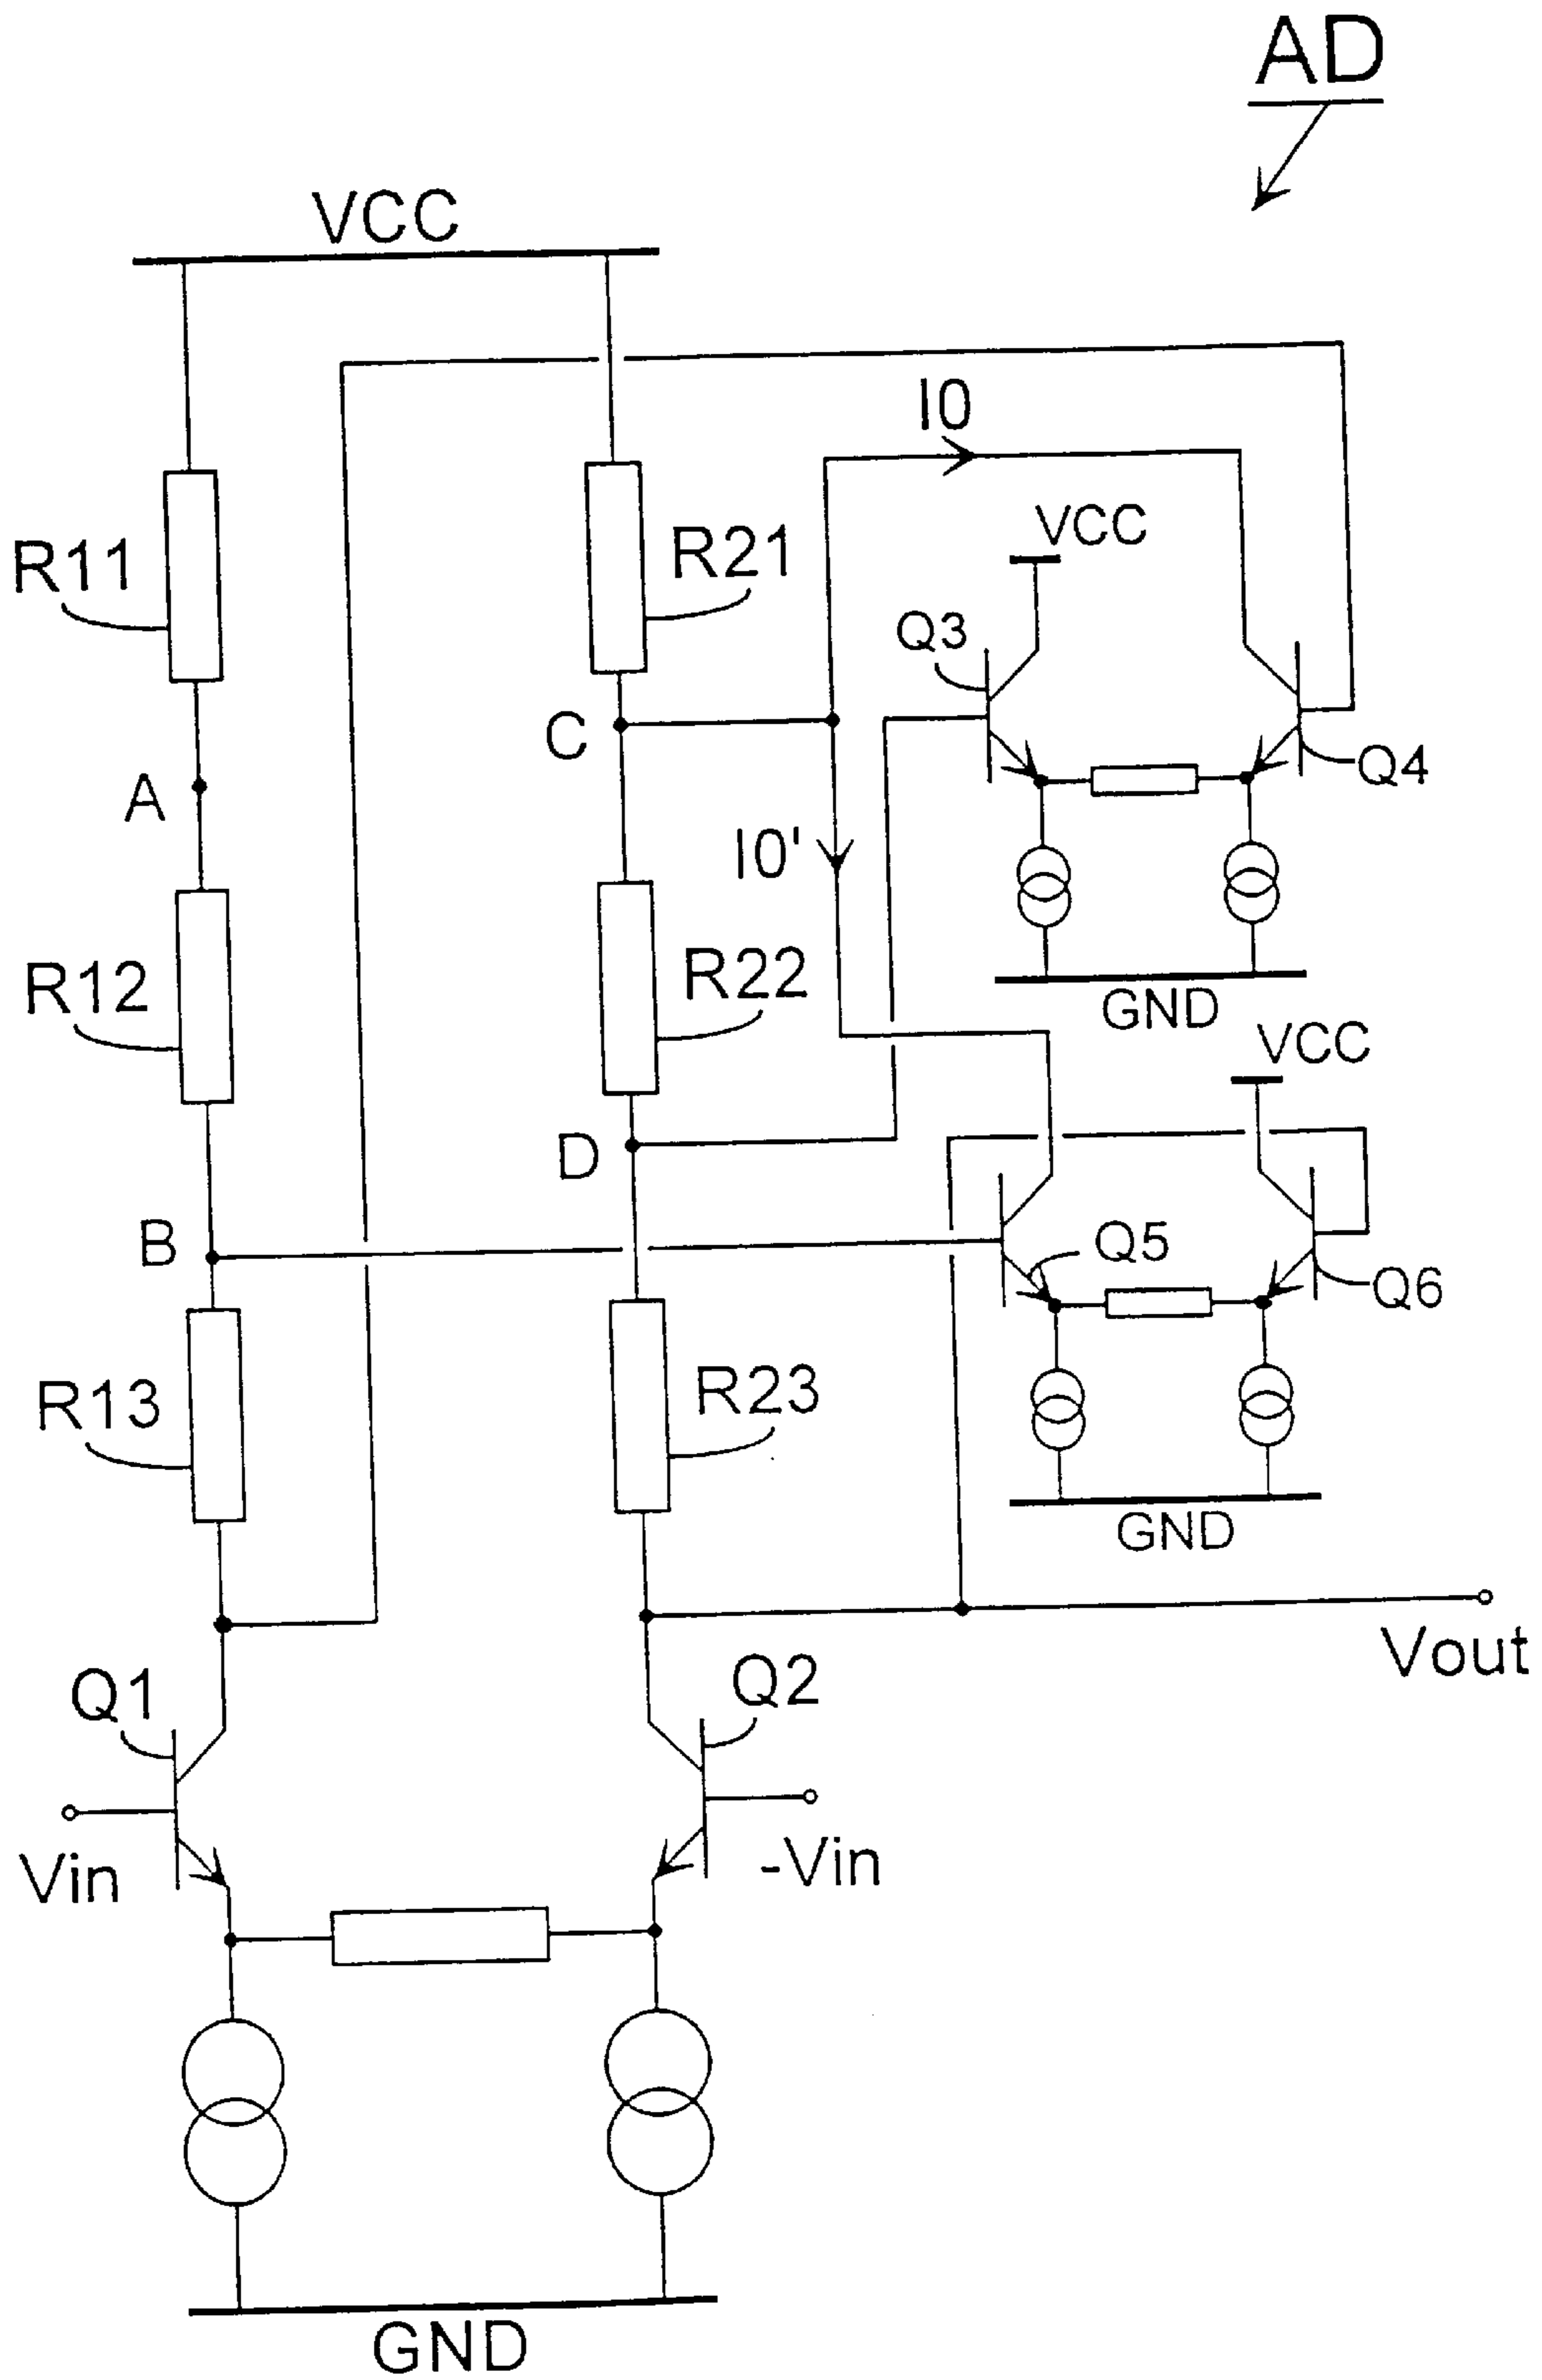 AD
VCC
I0
VCC
R11
R21
Q3
C
Q4
A
I0'
R12
R22
GND
VCC
D
B
Q5
Q6
R13
R23
GND
Vout
Q1
Q2
Vin
-Vin
GND